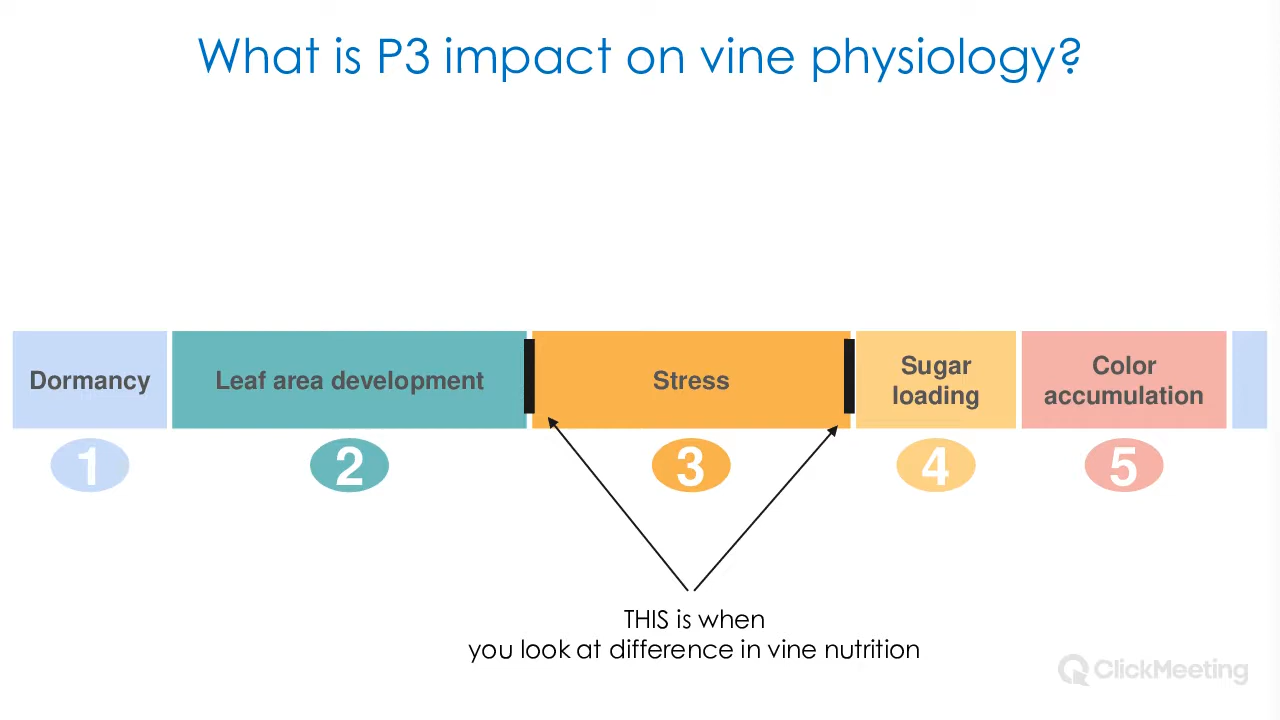 What is P3 impact on vine physiology?
Dormancy
Leaf area development
Stress
Sugar
loading
Color
accumulation
1
2
3
4
5
THIS is when
you look at difference in vine nutrition
ClickMeeting